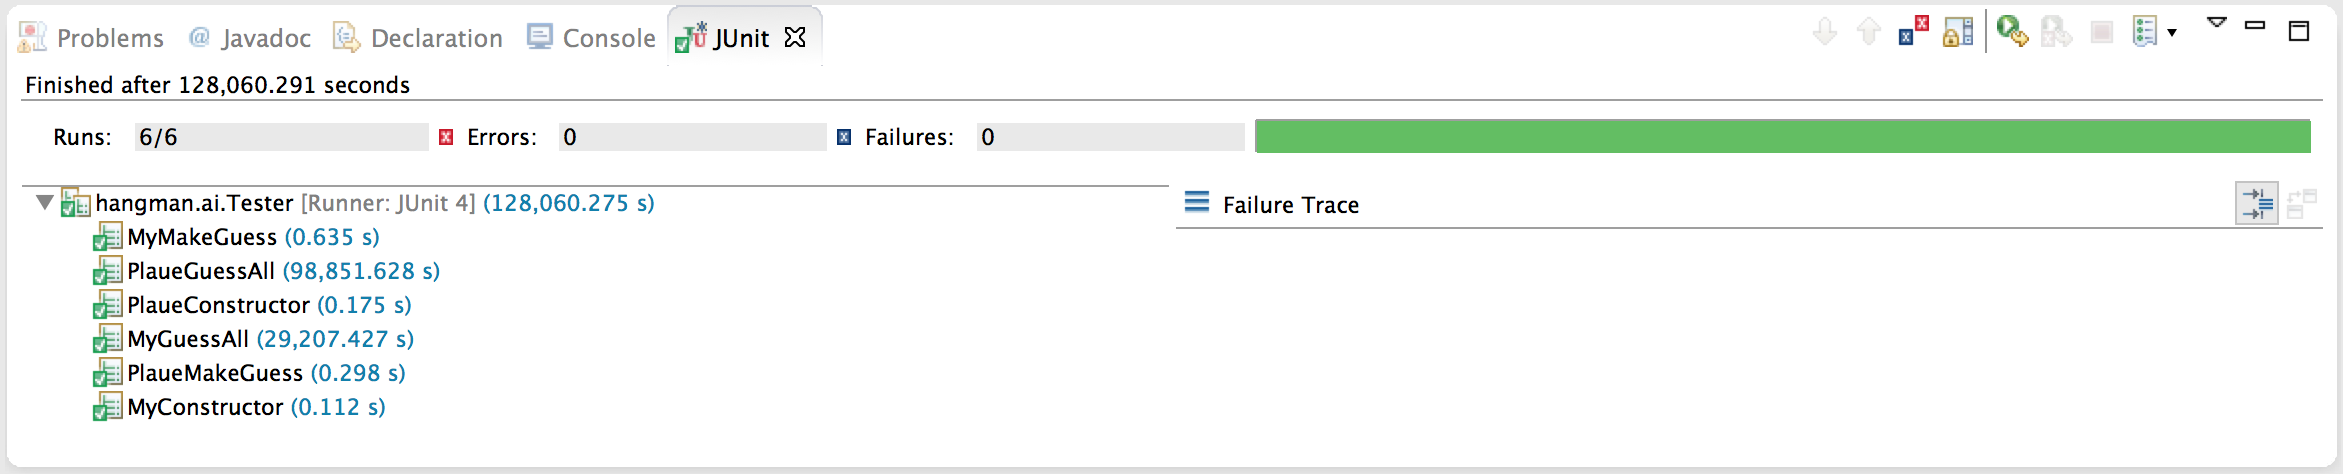 Problems @ Javadoc Declaration Console JUnit
Finished after 128,060.291 seconds
Runs: 6/6 Errors: 0 Failures: 0
hangman.ai.Tester [Runner: JUnit 4] (128,060.275 s)
Failure Trace
MyMakeGuess (0.635 s)
PlaueGuessAll (98,851.628 s)
PlaueConstructor (0.175 s)
MyGuessAll (29,207.427 s)
PlaueMakeGuess (0.298 s)
MyConstructor (0.112 s)